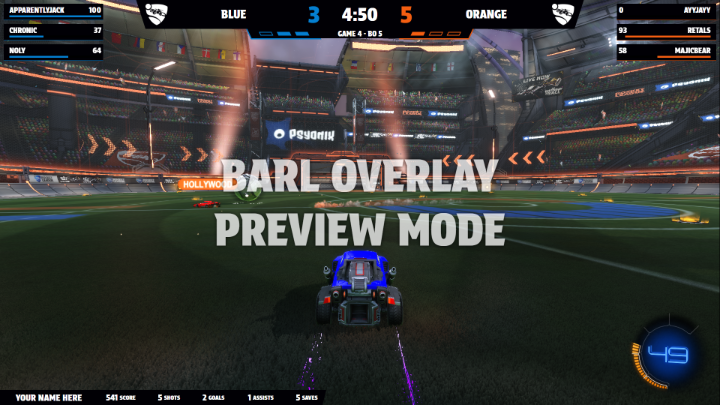 APPARENTLYJACK 100
CHRONIC 37
NOLY 64
BLUE 3 4:50 5 ORANGE
GAME 4 - BO 5
0 AYYJAYY
93 RETALS
58 MAJICBEAR
PSYONIX
HOLLYWOOD
BARL OVERLAY
PREVIEW MODE
49
YOUR NAME HERE 541 SCORE 5 SHOTS 2 GOALS 1 ASSISTS 5 SAVES